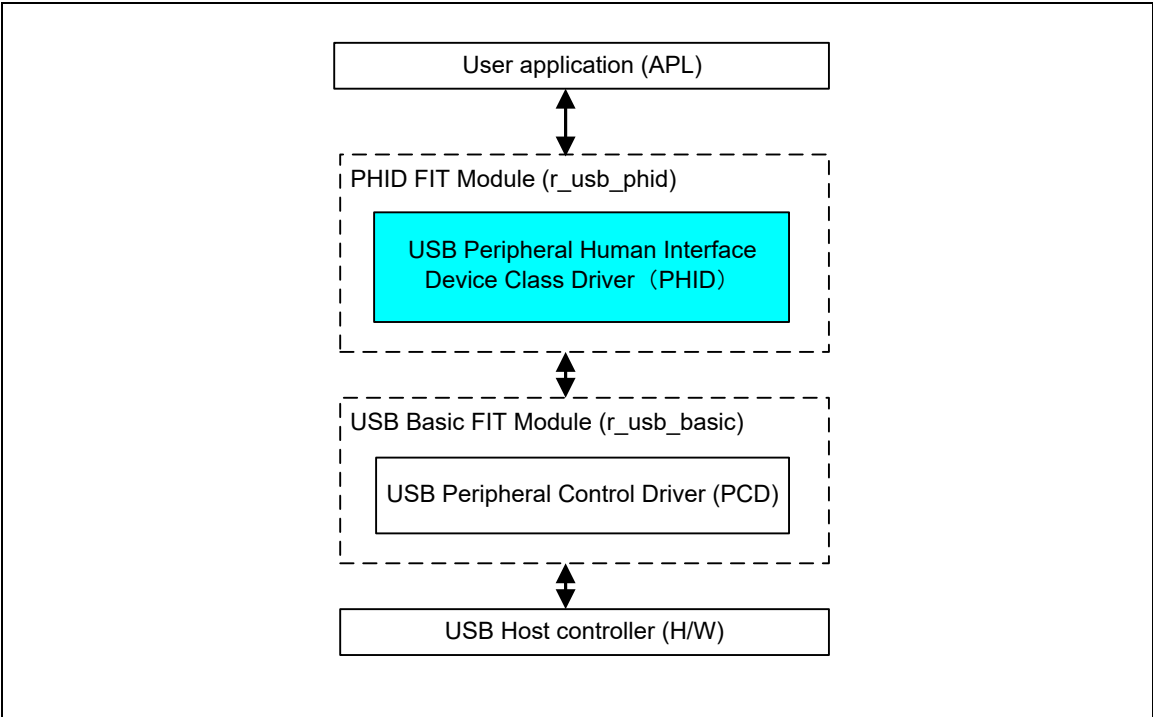 User application (APL)
PHID FIT Module (r_usb_phid)
USB Peripheral Human Interface
Device Class Driver（PHID）
USB Basic FIT Module (r_usb_basic)
USB Peripheral Control Driver (PCD)
USB Host controller (H/W)